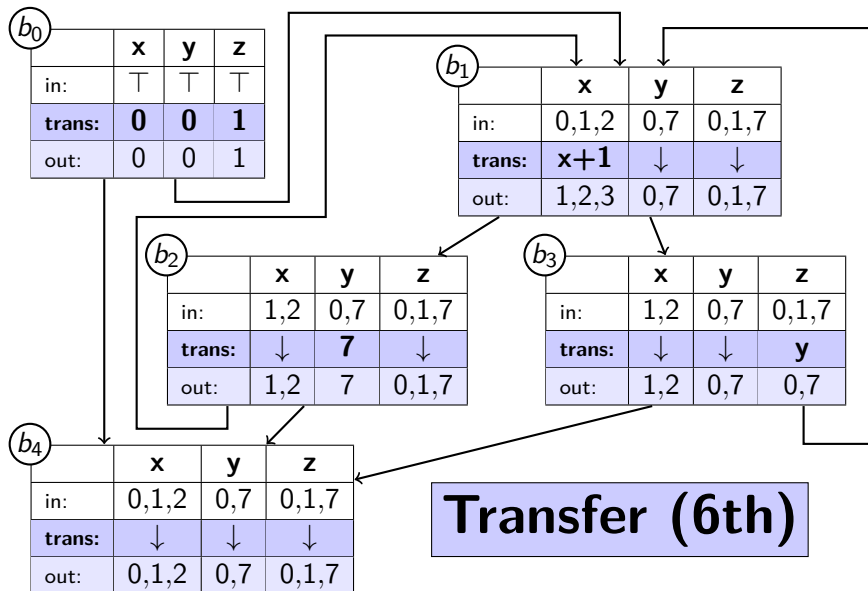 b0
x y z
in: ⊤ ⊤ ⊤
trans: 0 0 1
out: 0 0 1
b1
x y z
in: 0,1,2 0,7 0,1,7
trans: x+1 ↓ ↓
out: 1,2,3 0,7 0,1,7
b2
x y z
in: 1,2 0,7 0,1,7
trans: ↓ 7 ↓
out: 1,2 7 0,1,7
b3
x y z
in: 1,2 0,7 0,1,7
trans: ↓ ↓ y
out: 1,2 0,7 0,7
b4
x y z
in: 0,1,2 0,7 0,1,7
trans: ↓ ↓ ↓
out: 0,1,2 0,7 0,1,7
Transfer (6th)